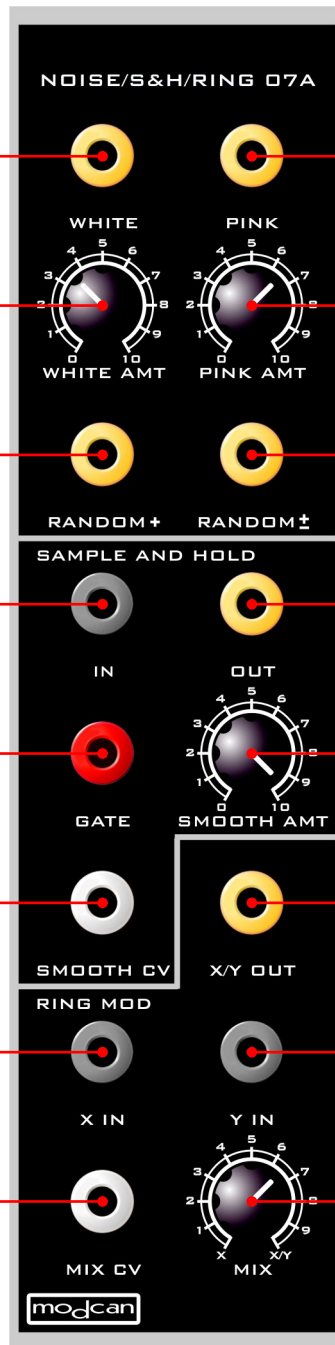 NOISE/S&H/RING 07A
WHITE PINK
0 1 2 3 4 5 6 7 8 9 10
0 1 2 3 4 5 6 7 8 9 10
WHITE AMT PINK AMT
RANDOM+ RANDOM±
SAMPLE AND HOLD
IN OUT
0 1 2 3 4 5 6 7 8 9 10
GATE SMOOTH AMT
SMOOTH CV X/Y OUT
RING MOD
X IN Y IN
X 1 2 3 4 5 6 7 8 9 X/Y
MIX CV MIX
modcan